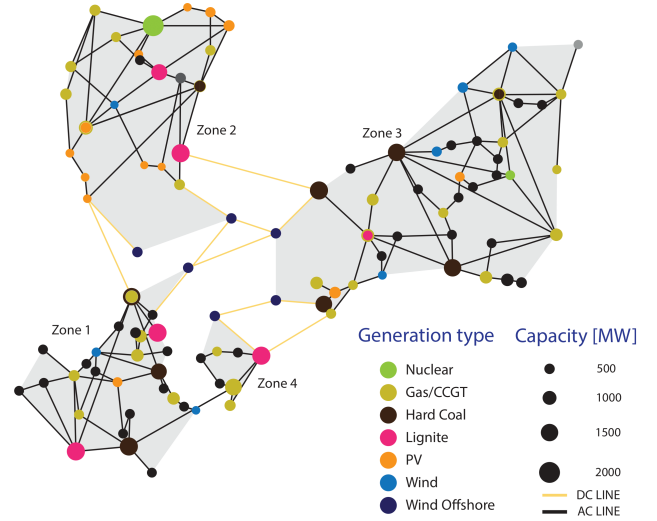 Zone 2
Zone 3
Zone 1
Zone 4
Generation type
Nuclear
Gas/CCGT
Hard Coal
Lignite
PV
Wind
Wind Offshore
Capacity [MW]
500
1000
1500
2000
DC LINE
AC LINE